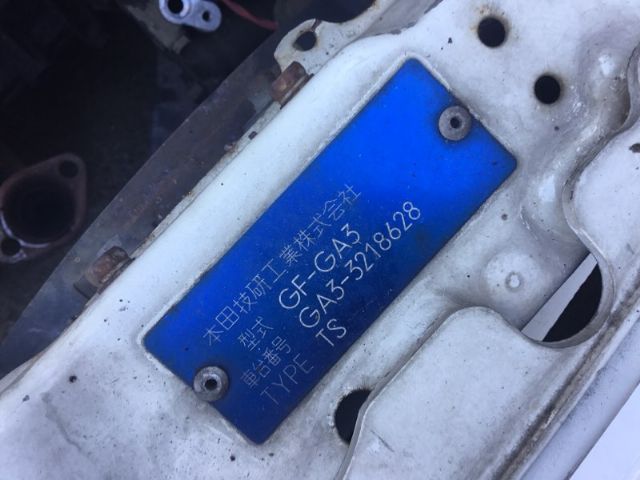 本田技研工業株式会社
型式 GF-GA3
車台番号 GA3-3218628
TYPE TS